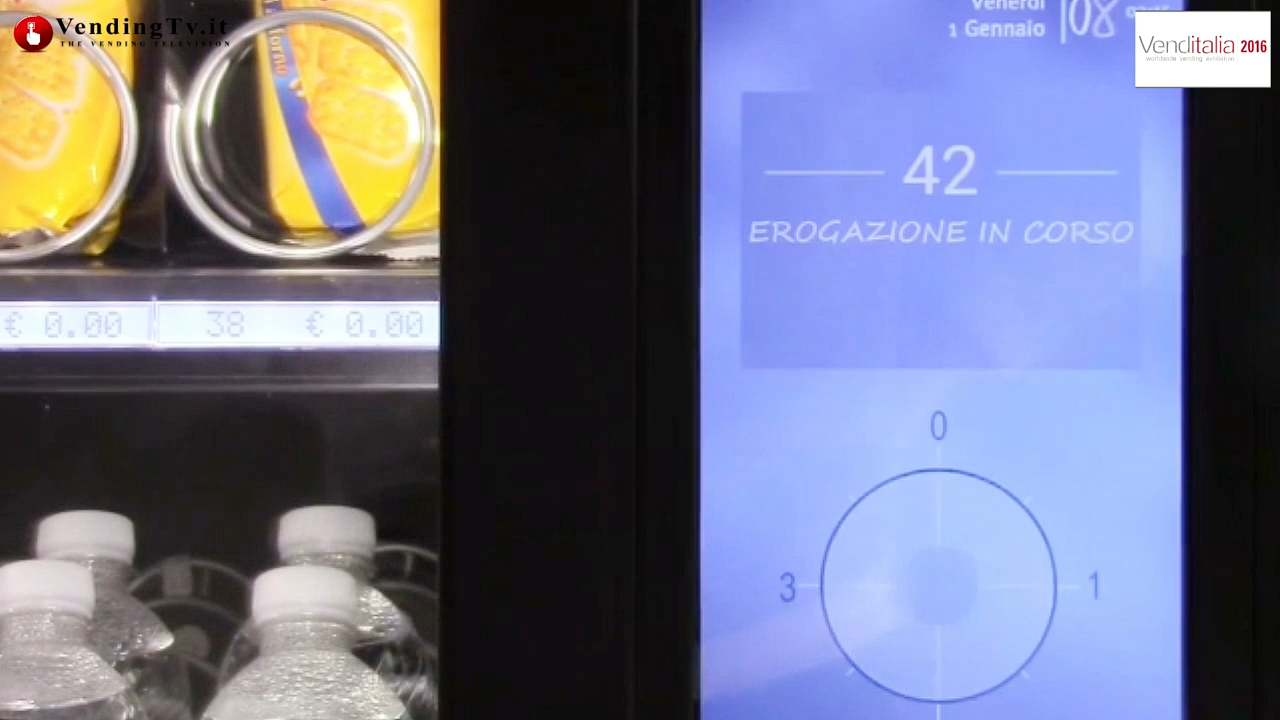 VendingTv.it
THE VENDING TELEVISION
Venerdì
1 Gennaio
08
Venditalia 2016
worldwide vending exhibition
42
EROGAZIONE IN CORSO
€ 0.00
38 € 0.00
0
3
1